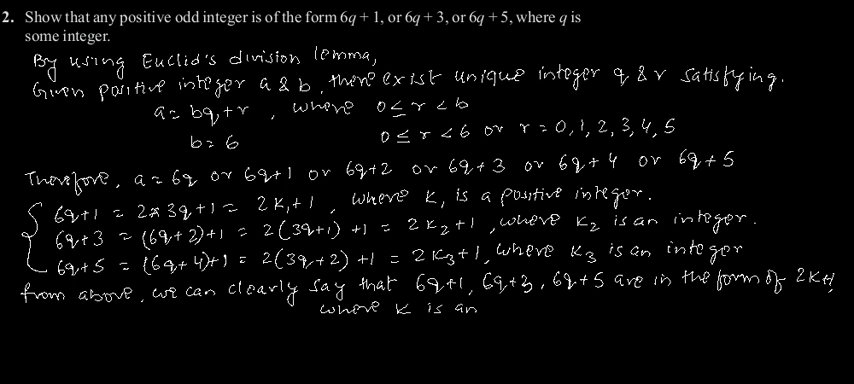 2. Show that any positive odd integer is of the form 6q + 1, or 6q + 3, or 6q + 5, where q is
some integer.
By using Euclid's division lemma,
Given positive integer a & b, there exist unique integer q & r satisfying.
a = bq + r , where 0 ≤ r < b
b = 6 0 ≤ r < 6 or r = 0, 1, 2, 3, 4, 5
Therefore, a = 6q or 6q+1 or 6q+2 or 6q+3 or 6q+4 or 6q+5
6q+1 = 2×3q+1 = 2k₁+1 , where k₁ is a positive integer.
6q+3 = (6q+2)+1 = 2(3q+1)+1 = 2k₂+1 , where k₂ is an integer.
6q+5 = (6q+4)+1 = 2(3q+2)+1 = 2k₃+1, where k₃ is an integer
from above, we can clearly say that 6q+1, 6q+3, 6q+5 are in the form of 2k+1
where k is an